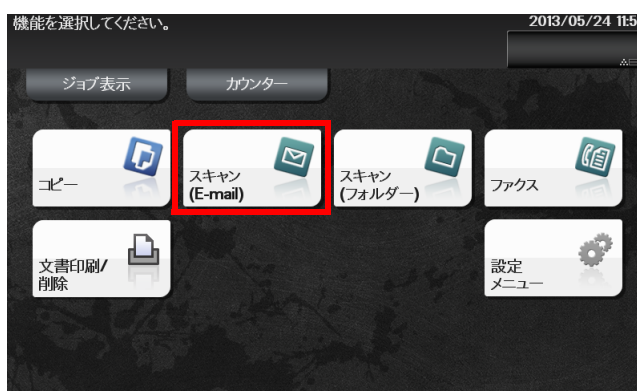 機能を選択してください。
2013/05/24 11:5
ジョブ表示
カウンター
コピー
スキャン
(E-mail)
スキャン
(フォルダー)
ファクス
文書印刷/
削除
設定
メニュー